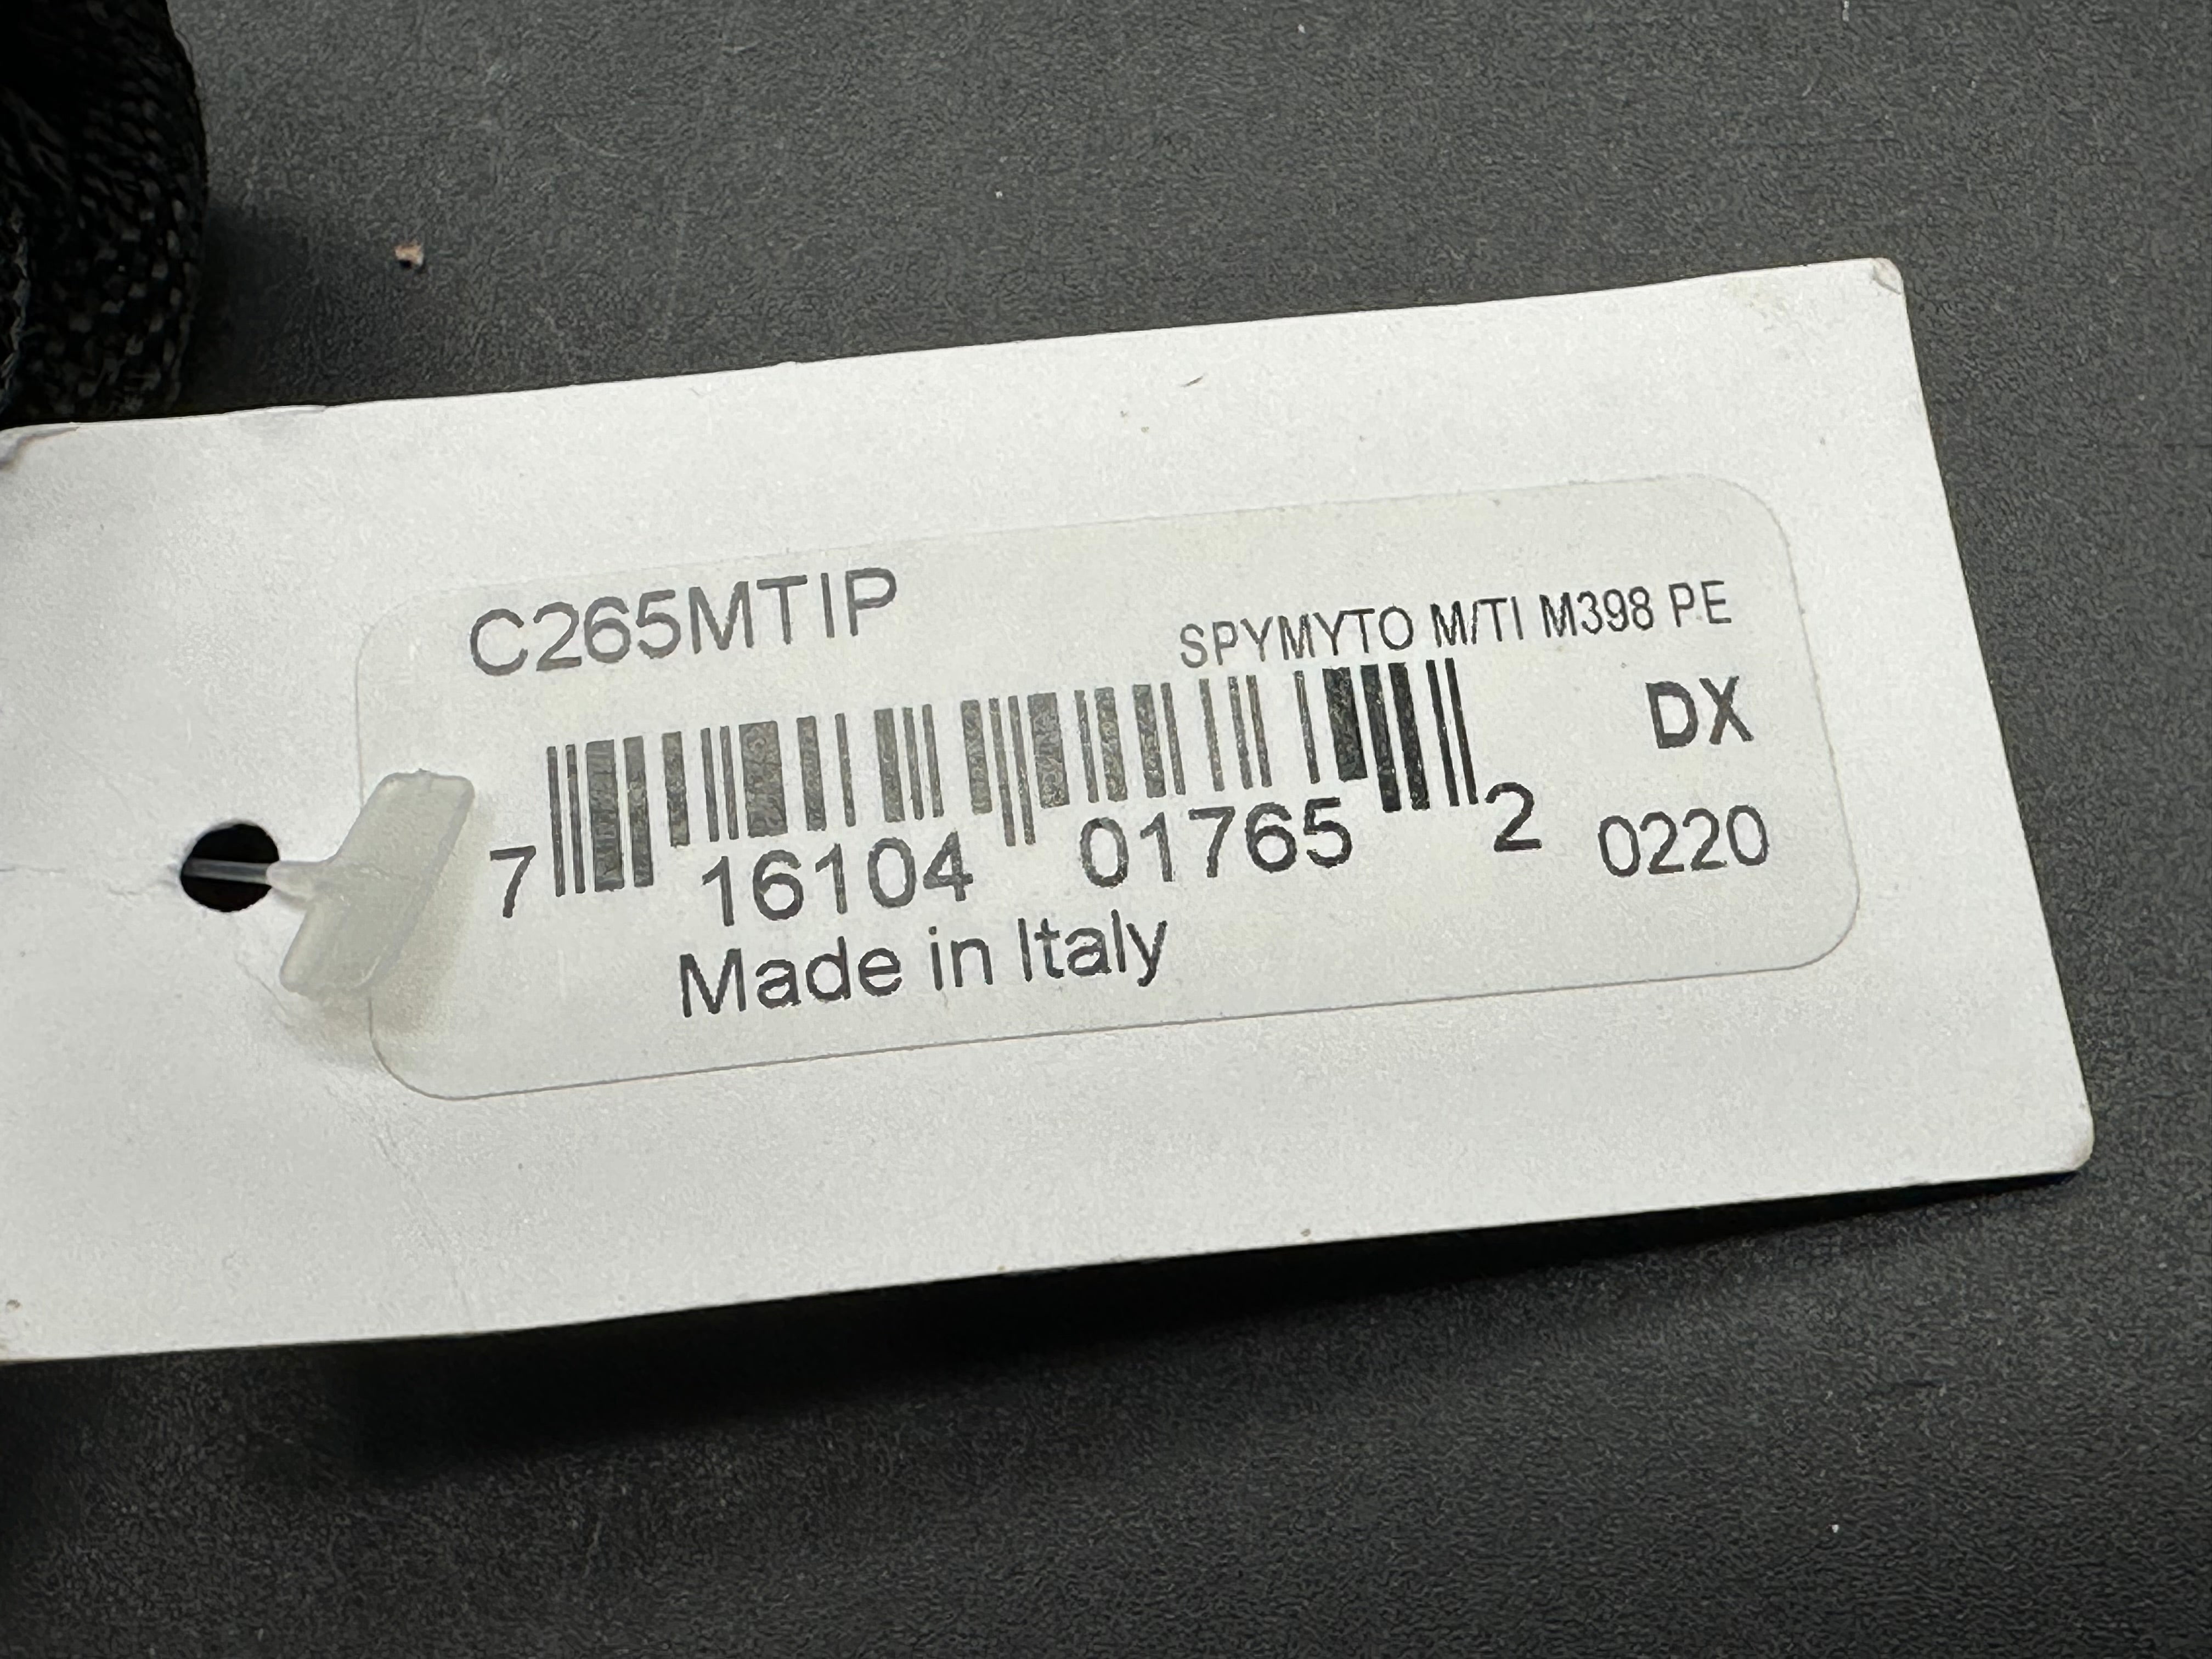 C265MTIP
SPYMYTO M/TI M398 PE
DX
7 16104 01765 2
0220
Made in Italy